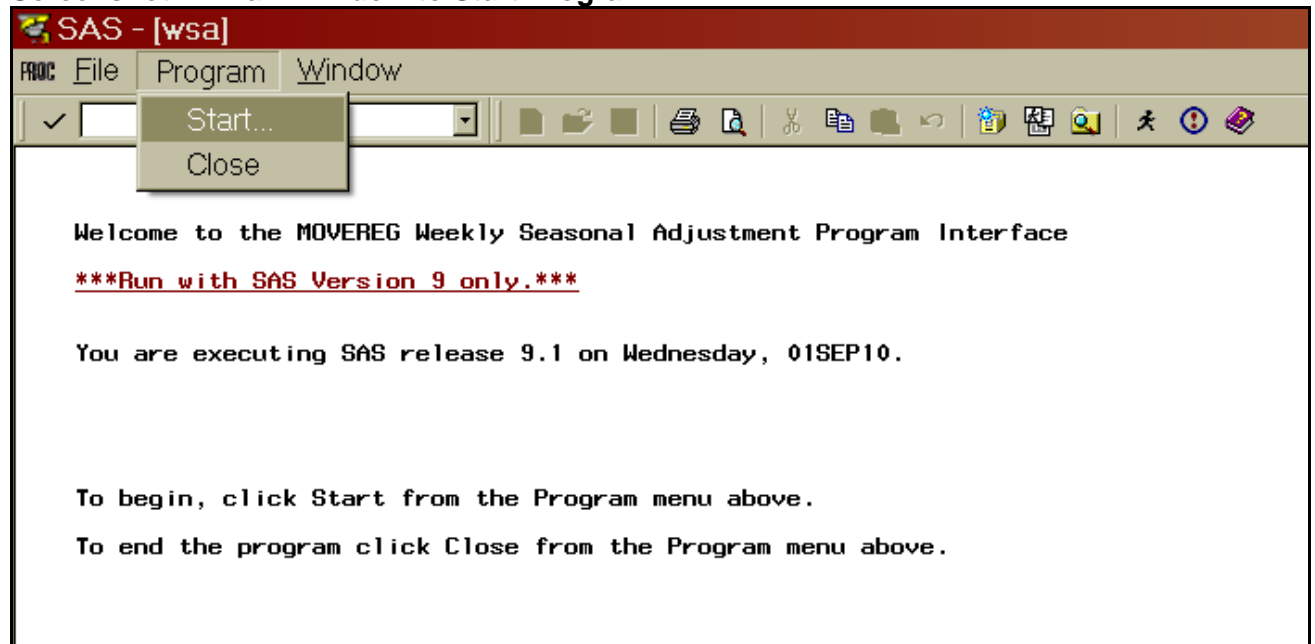 SAS - [wsa]
PROC File Program Window
Start...
Close
Welcome to the MOVEREG Weekly Seasonal Adjustment Program Interface
***Run with SAS Version 9 only.***
You are executing SAS release 9.1 on Wednesday, 01SEP10.
To begin, click Start from the Program menu above.
To end the program click Close from the Program menu above.